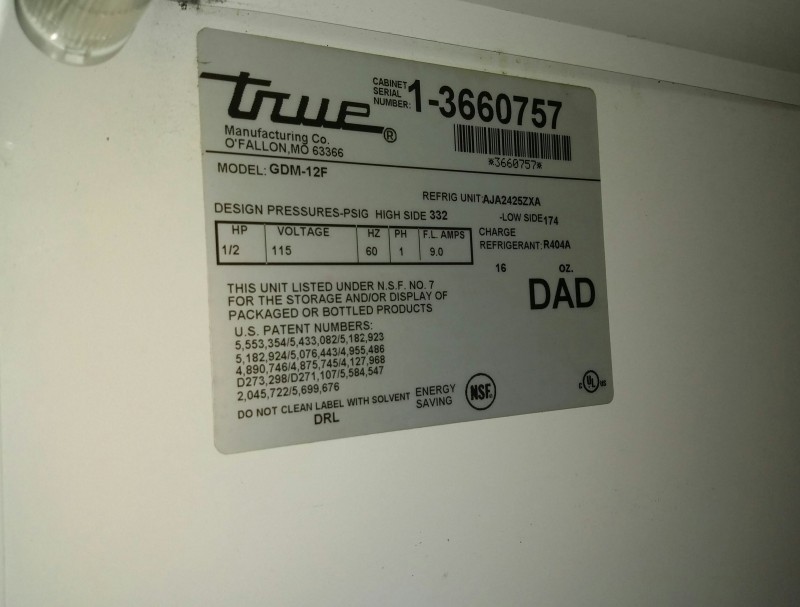 true®
Manufacturing Co.
O'FALLON,MO 63366
CABINET SERIAL NUMBER: 1-3660757
*3660757*
MODEL: GDM-12F
REFRIG UNIT:AJA2425ZXA
DESIGN PRESSURES-PSIG HIGH SIDE 332 -LOW SIDE 174
HP VOLTAGE HZ PH F.L. AMPS
1/2 115 60 1 9.0
CHARGE
REFRIGERANT: R404A
16 OZ.
DAD
THIS UNIT LISTED UNDER N.S.F. NO. 7
FOR THE STORAGE AND/OR DISPLAY OF
PACKAGED OR BOTTLED PRODUCTS
U.S. PATENT NUMBERS:
5,553,354/5,433,082/5,182,923
5,182,924/5,076,443/4,955,486
4,890,746/4,875,745/4,127,968
D273,298/D271,107/5,584,547
2,045,722/5,699,676
DO NOT CLEAN LABEL WITH SOLVENT
DRL
ENERGY
SAVING
NSF®
C UL US